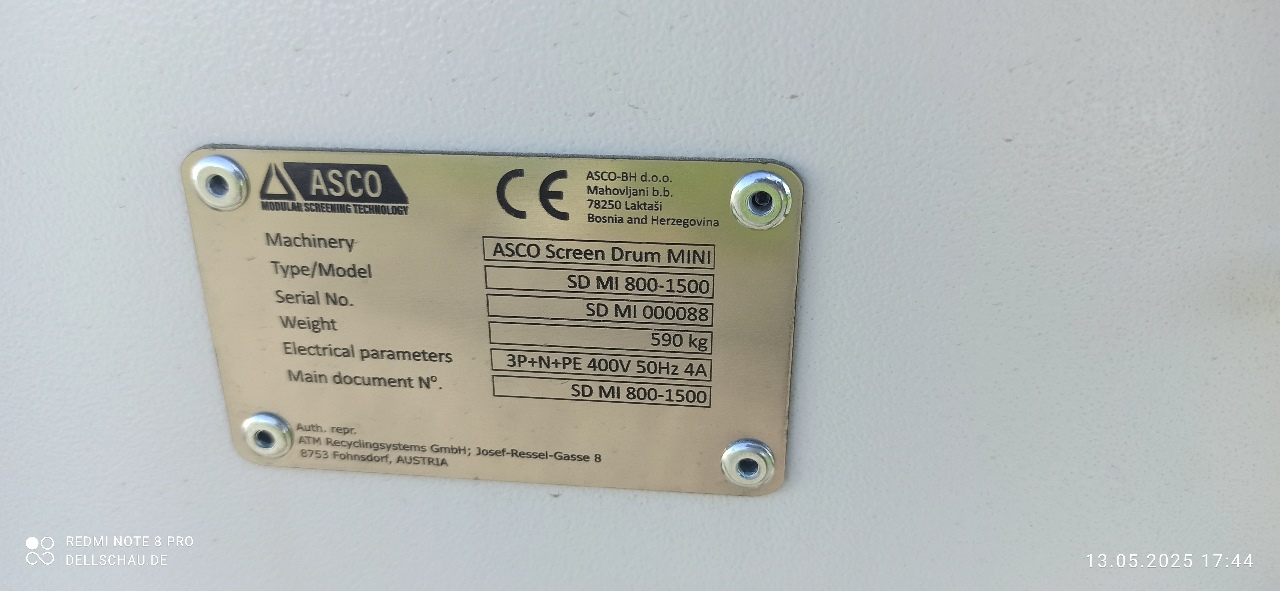 ASCO
MODULAR SCREENING TECHNOLOGY
CE
ASCO-BH d.o.o.
Mahovljani b.b.
78250 Laktaši
Bosnia and Herzegovina
Machinery ASCO Screen Drum MINI
Type/Model SD MI 800-1500
Serial No. SD MI 000088
Weight 590 kg
Electrical parameters 3P+N+PE 400V 50Hz 4A
Main document Nº. SD MI 800-1500
Auth. repr.
ATM Recyclingsystems GmbH; Josef-Ressel-Gasse 8
8753 Fohnsdorf, AUSTRIA
REDMI NOTE 8 PRO
DELLSCHAU.DE
13.05.2025 17:44